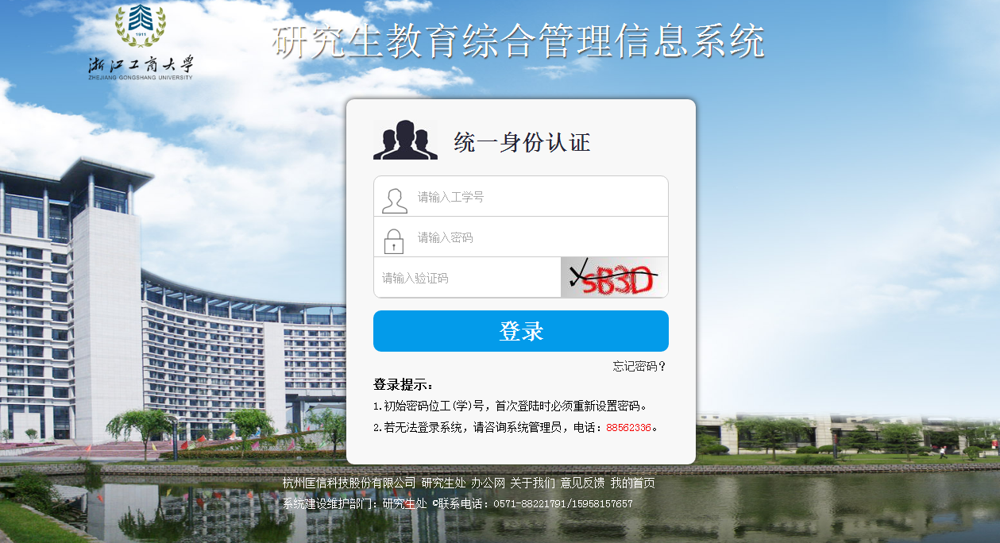 1911
浙江工商大学
ZHEJIANG GONGSHANG UNIVERSITY
研究生教育综合管理信息系统
统一身份认证
请输入工学号
请输入密码
请输入验证码
sB3D
登录
忘记密码？
登录提示：
1.初始密码位工(学)号，首次登陆时必须重新设置密码。
2.若无法登录系统，请咨询系统管理员，电话：88562336。
杭州匡信科技股份有限公司 研究生处 办公网 关于我们 意见反馈 我的首页
系统建设维护部门：研究生处 ©联系电话：0571-88221791/15958157657